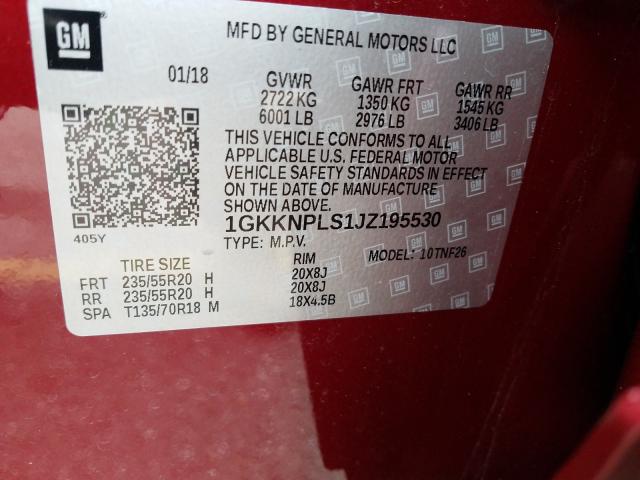 GM
MFD BY GENERAL MOTORS LLC
01/18 GVWR GAWR FRT GAWR RR
2722 KG 1350 KG 1545 KG
6001 LB 2976 LB 3406 LB
THIS VEHICLE CONFORMS TO ALL
APPLICABLE U.S. FEDERAL MOTOR
VEHICLE SAFETY STANDARDS IN EFFECT
ON THE DATE OF MANUFACTURE
SHOWN ABOVE.
1GKKNPLS1JZ195530
405Y
TYPE: M.P.V. MODEL: 10TNF26
TIRE SIZE RIM
FRT 235/55R20 H 20X8J
RR 235/55R20 H 20X8J
SPA T135/70R18 M 18X4.5B